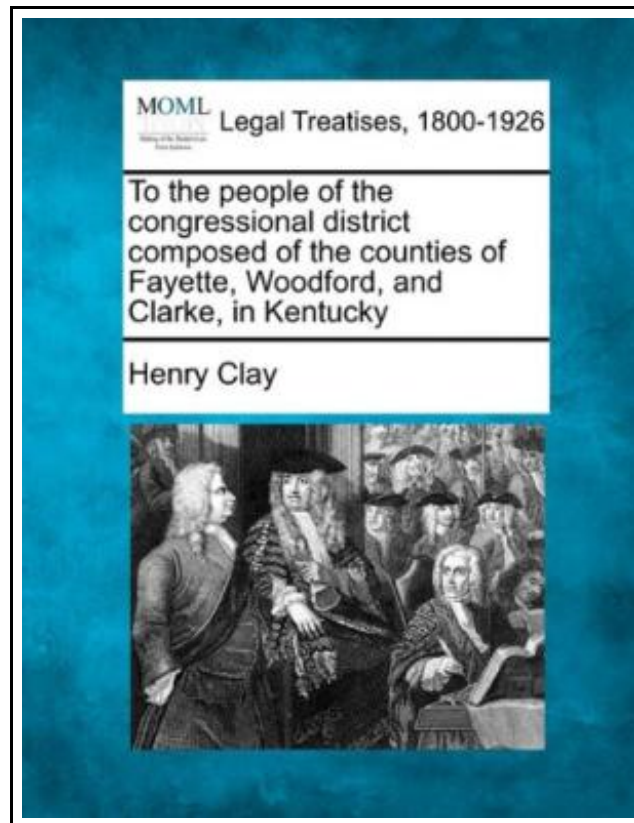 MOML
Legal Treatises, 1800-1926
To the people of the
congressional district
composed of the counties of
Fayette, Woodford, and
Clarke, in Kentucky
Henry Clay